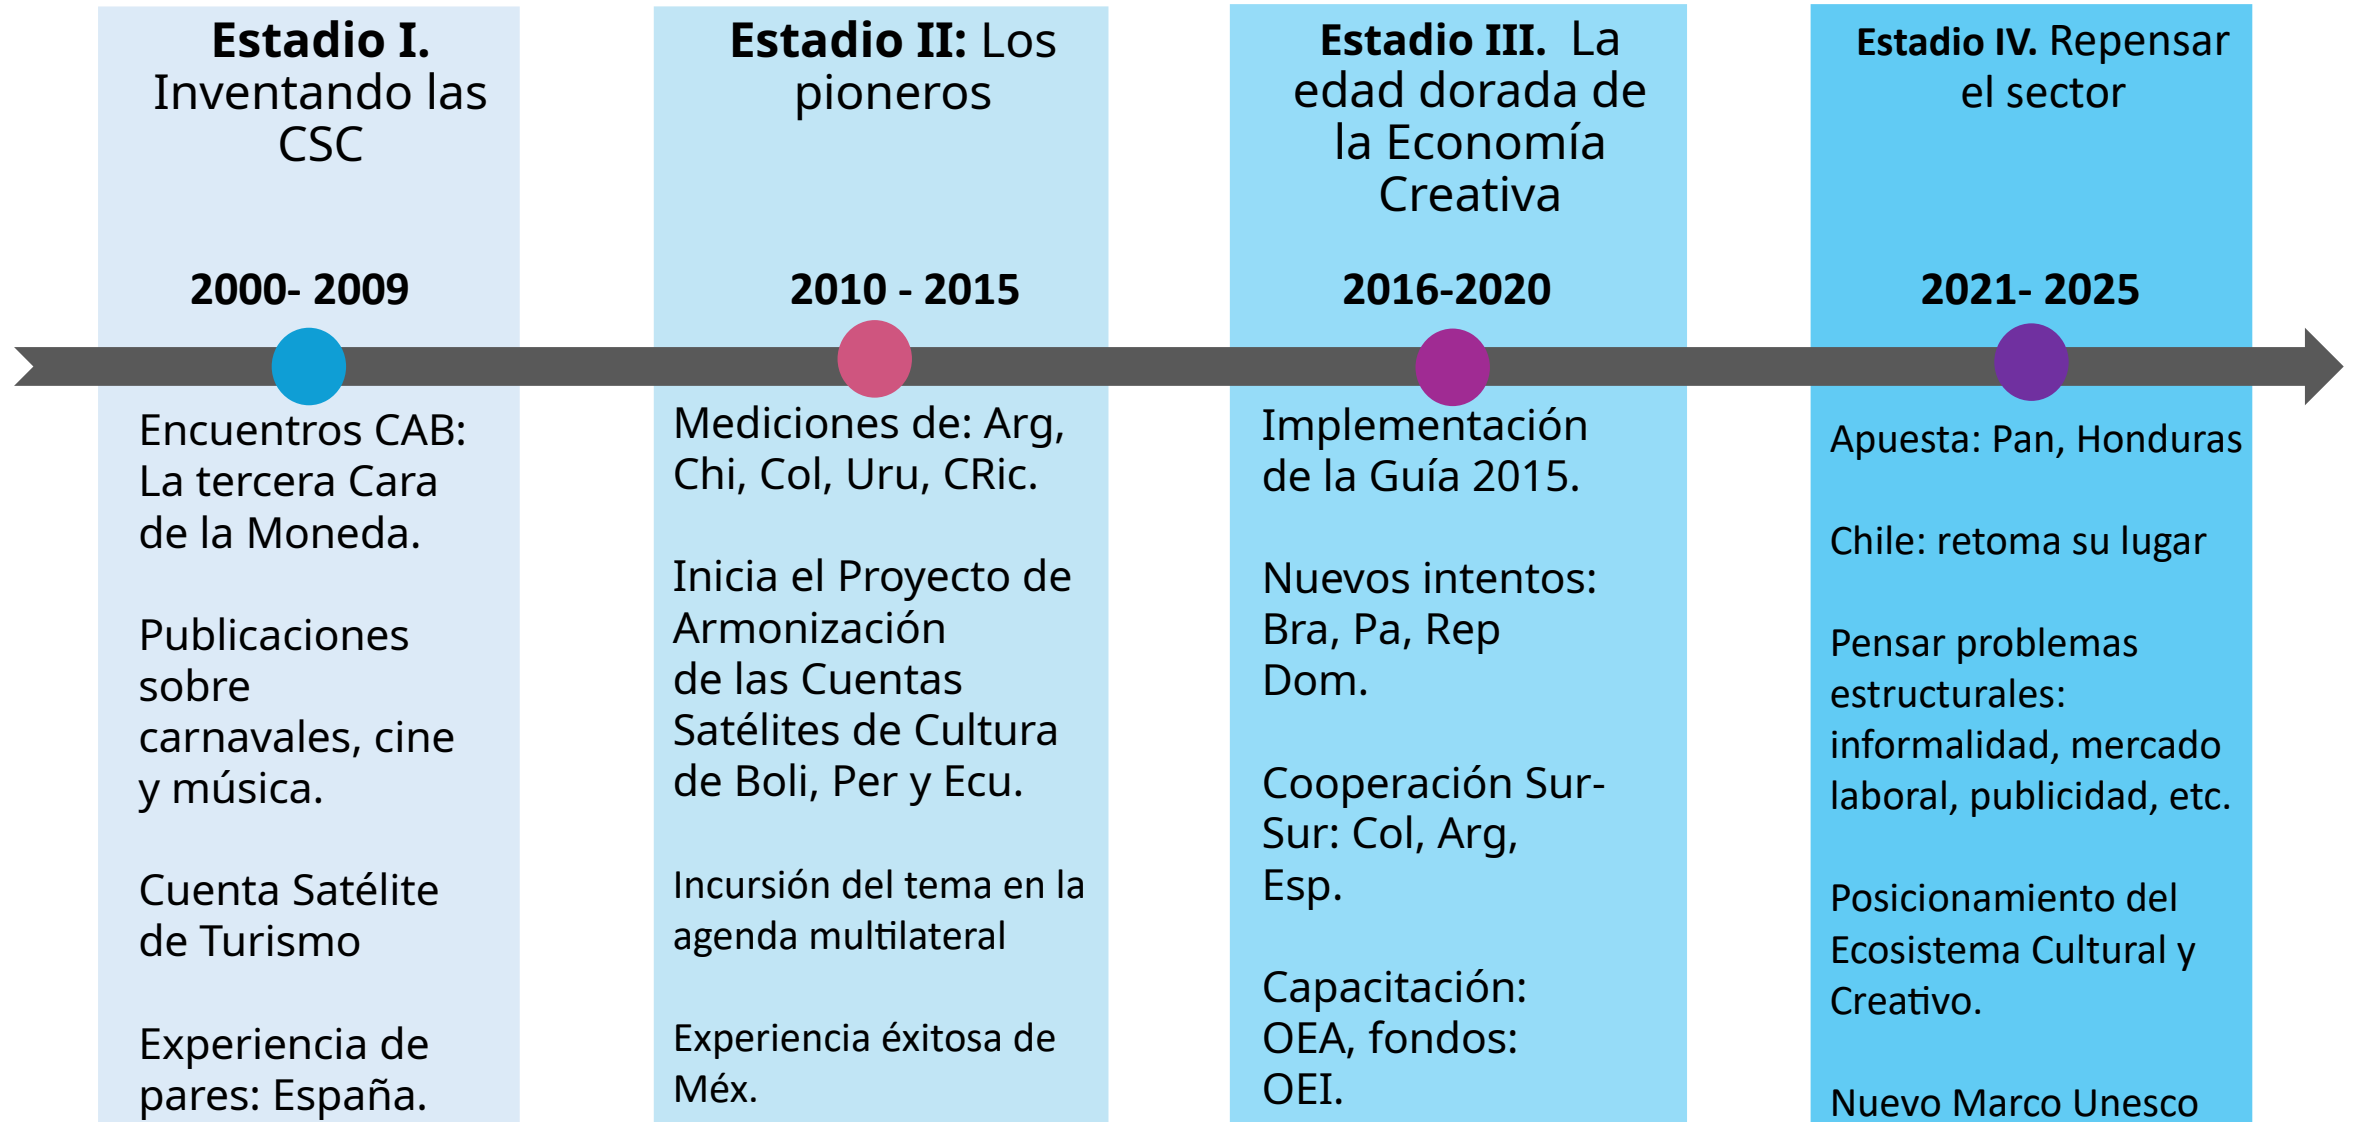 Estadio I.
Inventando las
CSC
2000- 2009
Encuentros CAB:
La tercera Cara
de la Moneda.
Publicaciones
sobre
carnavales, cine
y música.
Cuenta Satélite
de Turismo
Experiencia de
pares: España.
Estadio II: Los
pioneros
2010 - 2015
Mediciones de: Arg,
Chi, Col, Uru, CRic.
Inicia el Proyecto de
Armonización
de las Cuentas
Satélites de Cultura
de Boli, Per y Ecu.
Incursión del tema en la
agenda multilateral
Experiencia éxitosa de
Méx.
Estadio III. La
edad dorada de
la Economía
Creativa
2016-2020
Implementación
de la Guía 2015.
Nuevos intentos:
Bra, Pa, Rep
Dom.
Cooperación Sur-
Sur: Col, Arg,
Esp.
Capacitación:
OEA, fondos:
OEI.
Estadio IV. Repensar
el sector
2021- 2025
Apuesta: Pan, Honduras
Chile: retoma su lugar
Pensar problemas
estructurales:
informalidad, mercado
laboral, publicidad, etc.
Posicionamiento del
Ecosistema Cultural y
Creativo.
Nuevo Marco Unesco